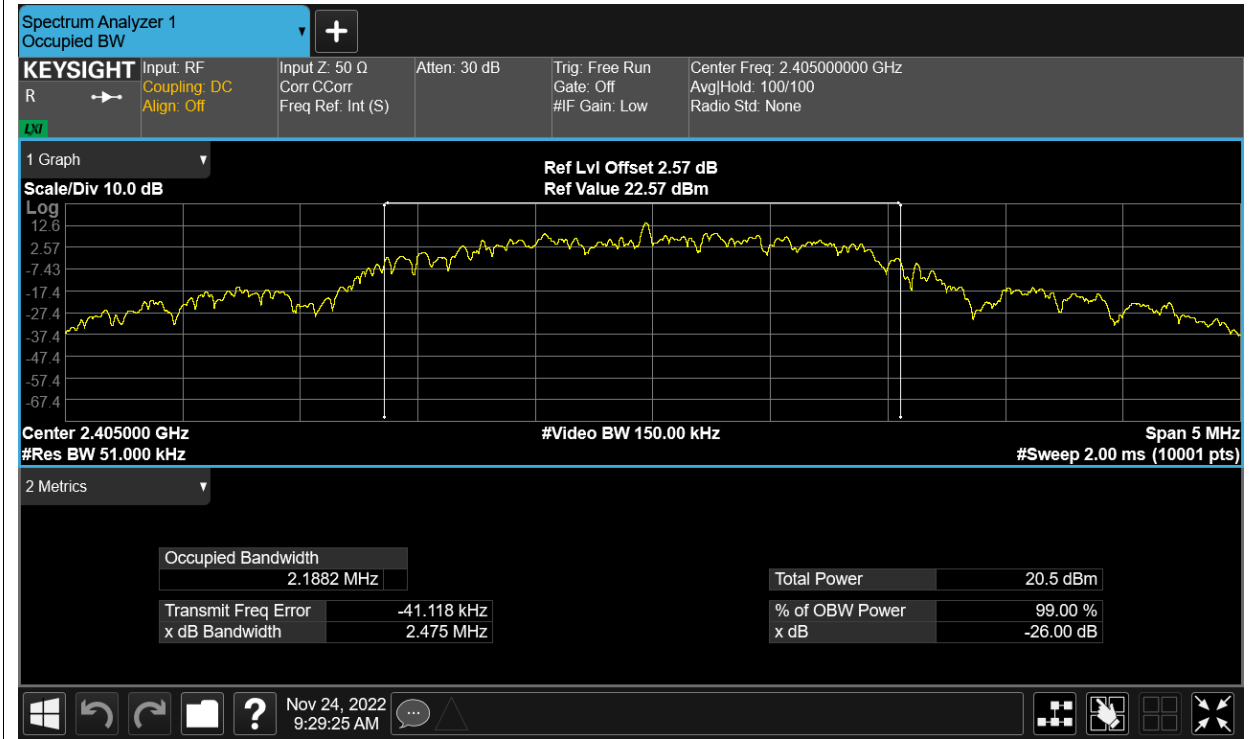 Spectrum Analyzer 1
Occupied BW
KEYSIGHT
R
LXI
Input: RF
Coupling: DC
Align: Off
Input Z: 50 Ω
Corr CCorr
Freq Ref: Int (S)
Atten: 30 dB
Trig: Free Run
Gate: Off
#IF Gain: Low
Center Freq: 2.405000000 GHz
Avg|Hold: 100/100
Radio Std: None
1 Graph
Scale/Div 10.0 dB
Ref Lvl Offset 2.57 dB
Ref Value 22.57 dBm
Log
12.6
2.57
-7.43
-17.4
-27.4
-37.4
-47.4
-57.4
-67.4
Center 2.405000 GHz
#Video BW 150.00 kHz
Span 5 MHz
#Res BW 51.000 kHz
#Sweep 2.00 ms (10001 pts)
2 Metrics
Occupied Bandwidth
2.1882 MHz
Transmit Freq Error -41.118 kHz
x dB Bandwidth 2.475 MHz
Total Power 20.5 dBm
% of OBW Power 99.00 %
x dB -26.00 dB
?
Nov 24, 2022
9:29:25 AM